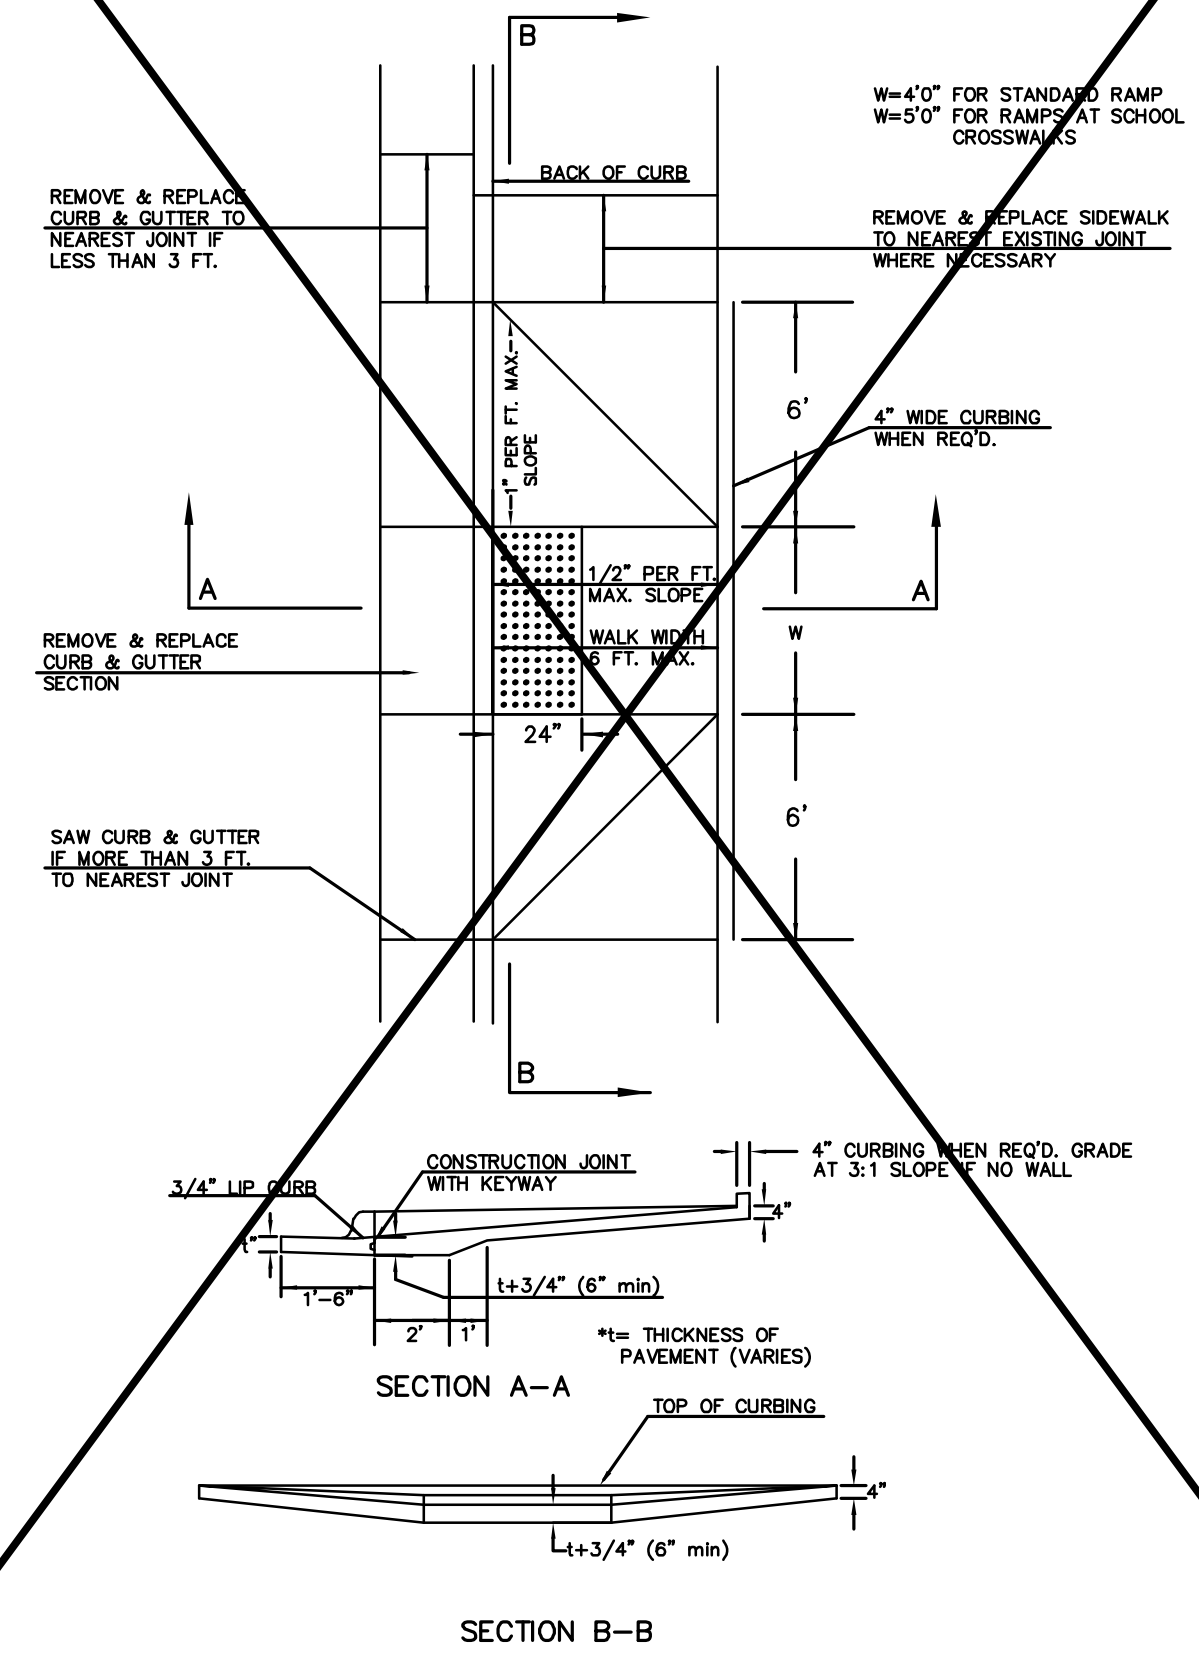 B
W=4'0" FOR STANDARD RAMP
W=5'0" FOR RAMPS AT SCHOOL
CROSSWALKS
BACK OF CURB
REMOVE & REPLACE
CURB & GUTTER TO
NEAREST JOINT IF
LESS THAN 3 FT.
REMOVE & REPLACE SIDEWALK
TO NEAREST EXISTING JOINT
WHERE NECESSARY
1" PER FT. MAX.
SLOPE
6'
4" WIDE CURBING
WHEN REQ'D.
A
A
1/2" PER FT.
MAX. SLOPE
W
WALK WIDTH
6 FT. MAX.
REMOVE & REPLACE
CURB & GUTTER
SECTION
24"
6'
SAW CURB & GUTTER
IF MORE THAN 3 FT.
TO NEAREST JOINT
B
4" CURBING WHEN REQ'D. GRADE
AT 3:1 SLOPE IF NO WALL
CONSTRUCTION JOINT
WITH KEYWAY
3/4" LIP CURB
4"
t"
t+3/4" (6" min)
1'-6"
2'
1'
*t= THICKNESS OF
PAVEMENT (VARIES)
SECTION A-A
TOP OF CURBING
4"
t+3/4" (6" min)
SECTION B-B